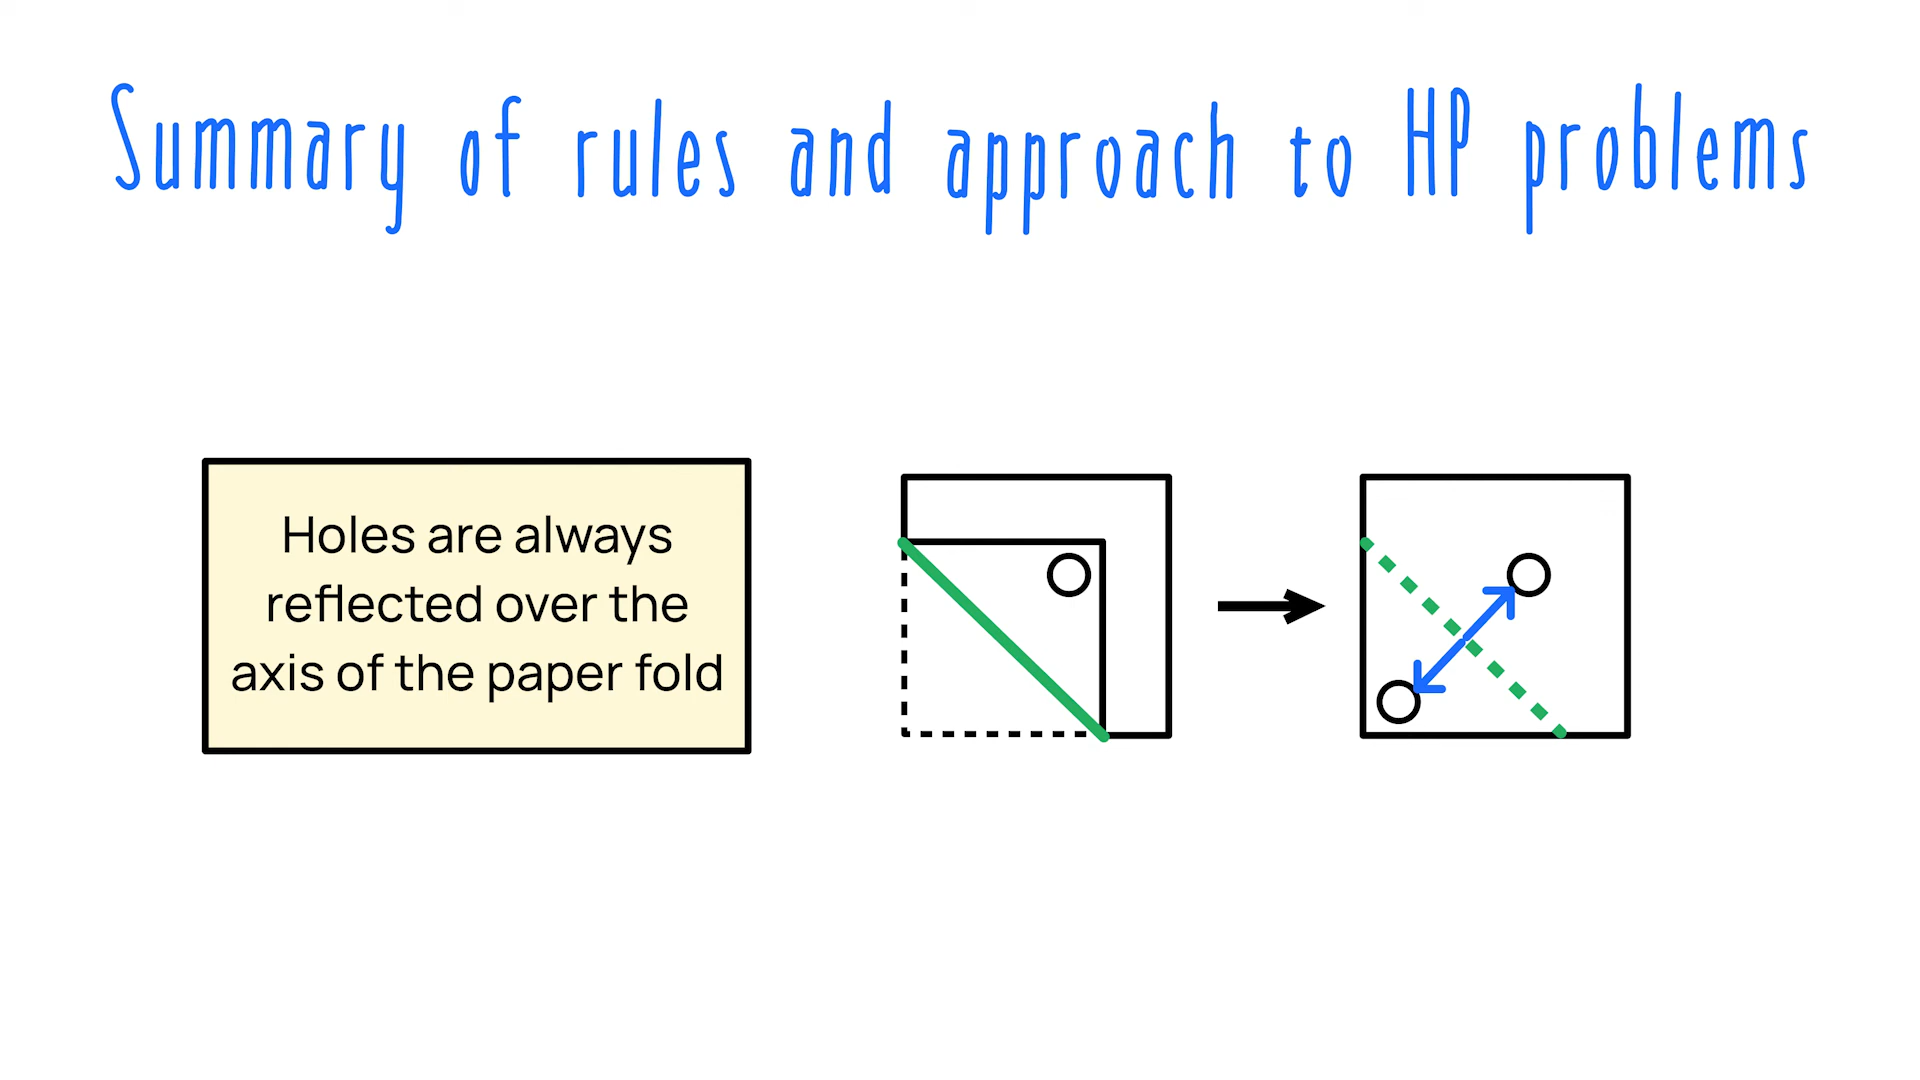 Summary of rules and approach to HP problems
Holes are always
reflected over the
axis of the paper fold